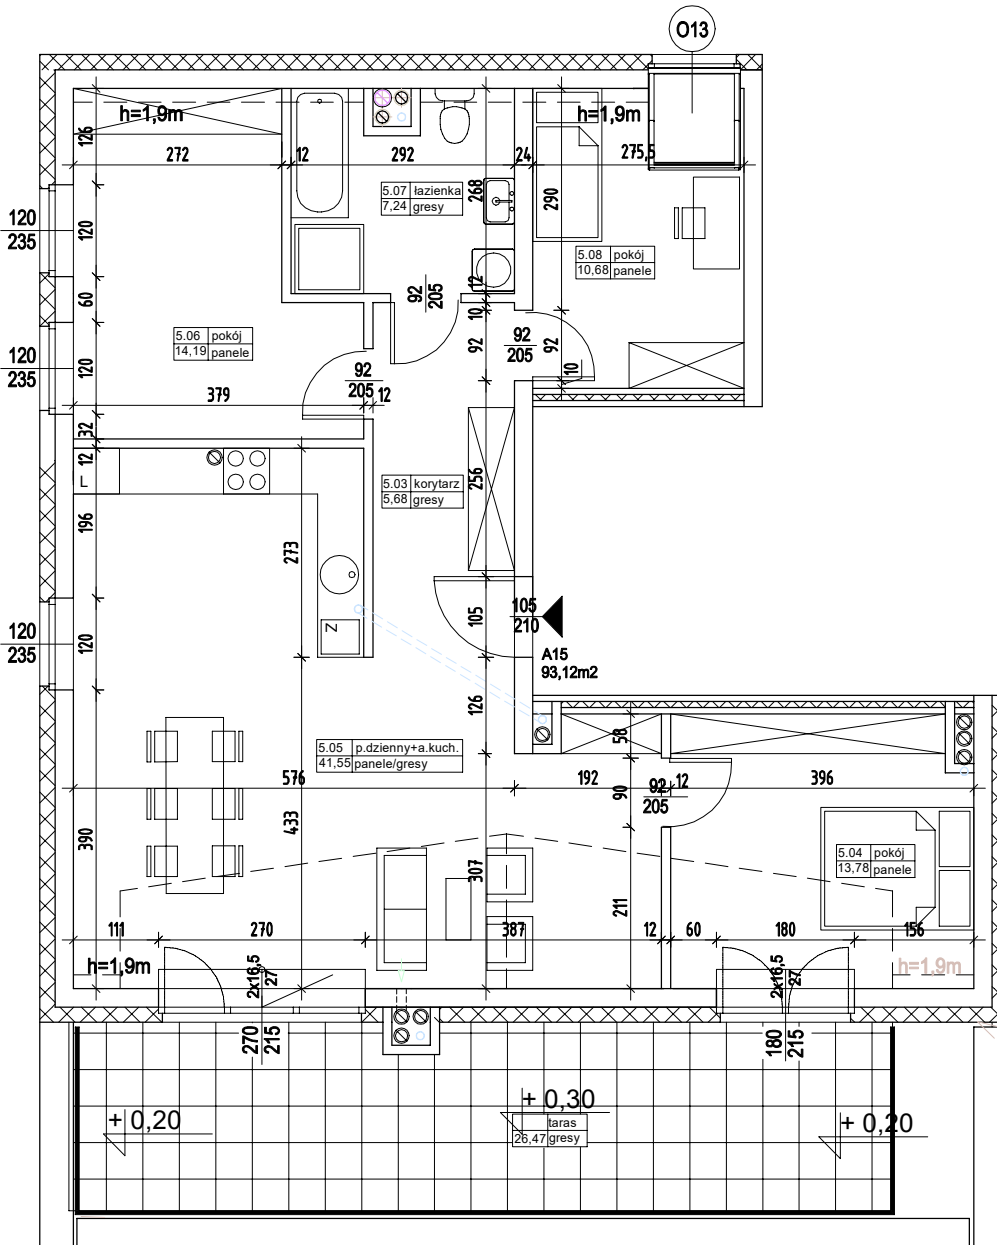 O13
h=1,9m
h=1,9m
126
272
12
292
24
275,5
5.07 łazienka
7,24 gresy
268
290
120
235
120
5.08 pokój
10,68 panele
60
92
205
12
10
5.06 pokój
14,19 panele
92
92
205
92
10
120
235
120
92
205
12
379
32
12
L
5.03 korytarz
5,68 gresy
256
196
273
105
105
210
120
235
120
Z
A15
93,12m2
126
58
5.05 p.dzienny+a.kuch.
41,55 panele/gresy
576
192
92
205
12
396
90
433
390
307
5.04 pokój
13,78 panele
211
111
270
387
12
60
180
156
h=1,9m
2x16,5
27
2x16,5
27
h=1.9m
270
215
180
215
+ 0,20
+ 0,30
+ 0,20
taras
26,47 gresy